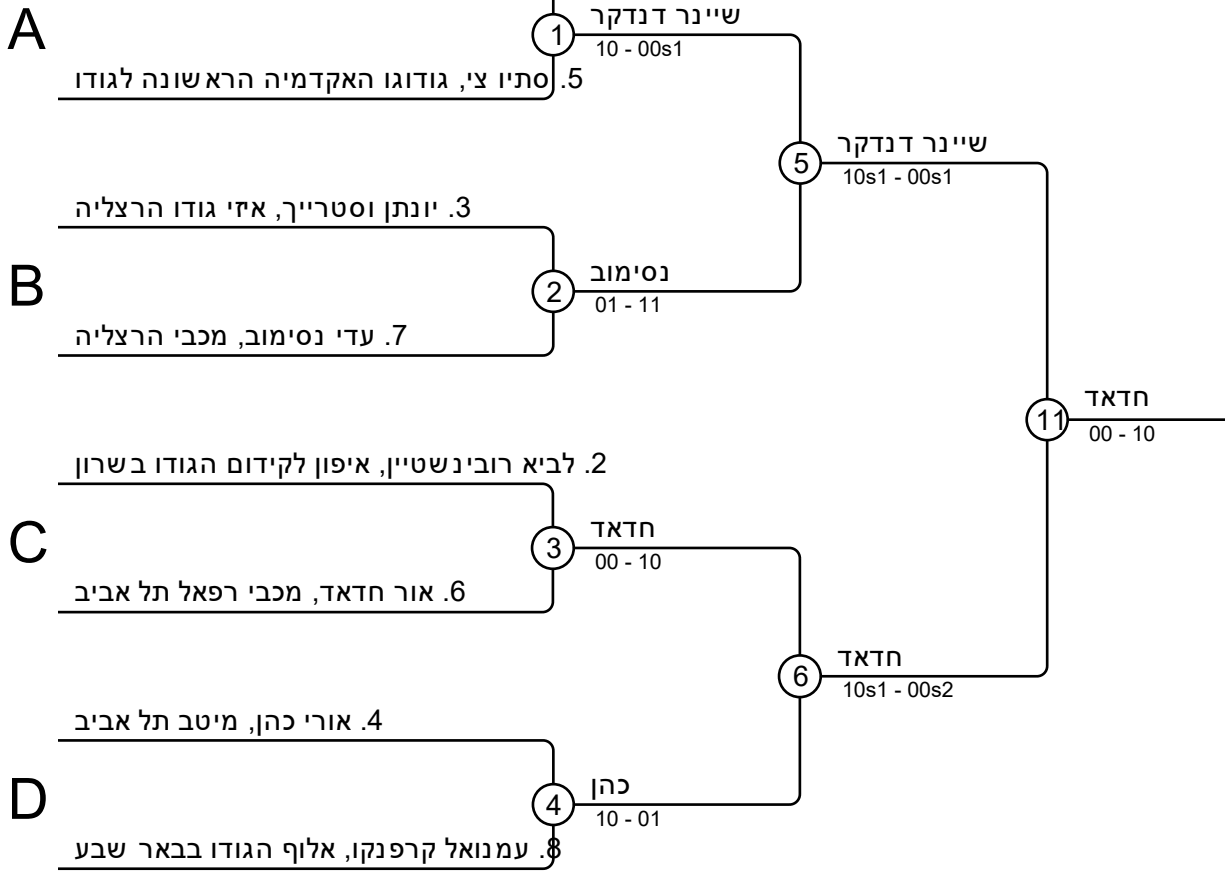 A
1
שיינר דנדקר
10 - 00s1
5. סתיו צי, גודוגו האקדמיה הראשונה לגודו
5
שיינר דנדקר
10s1 - 00s1
3. יונתן וסטרייך, איזי גודו הרצליה
B
2
נסימוב
01 - 11
7. עדי נסימוב, מכבי הרצליה
11
חדאד
00 - 10
2. לביא רובינשטיין, איפון לקידום הגודו בשרון
C
3
חדאד
00 - 10
6. אור חדאד, מכבי רפאל תל אביב
6
חדאד
10s1 - 00s2
4. אורי כהן, מיטב תל אביב
D
4
כהן
10 - 01
8. עמנואל קרפנקו, אלוף הגודו בבאר שבע